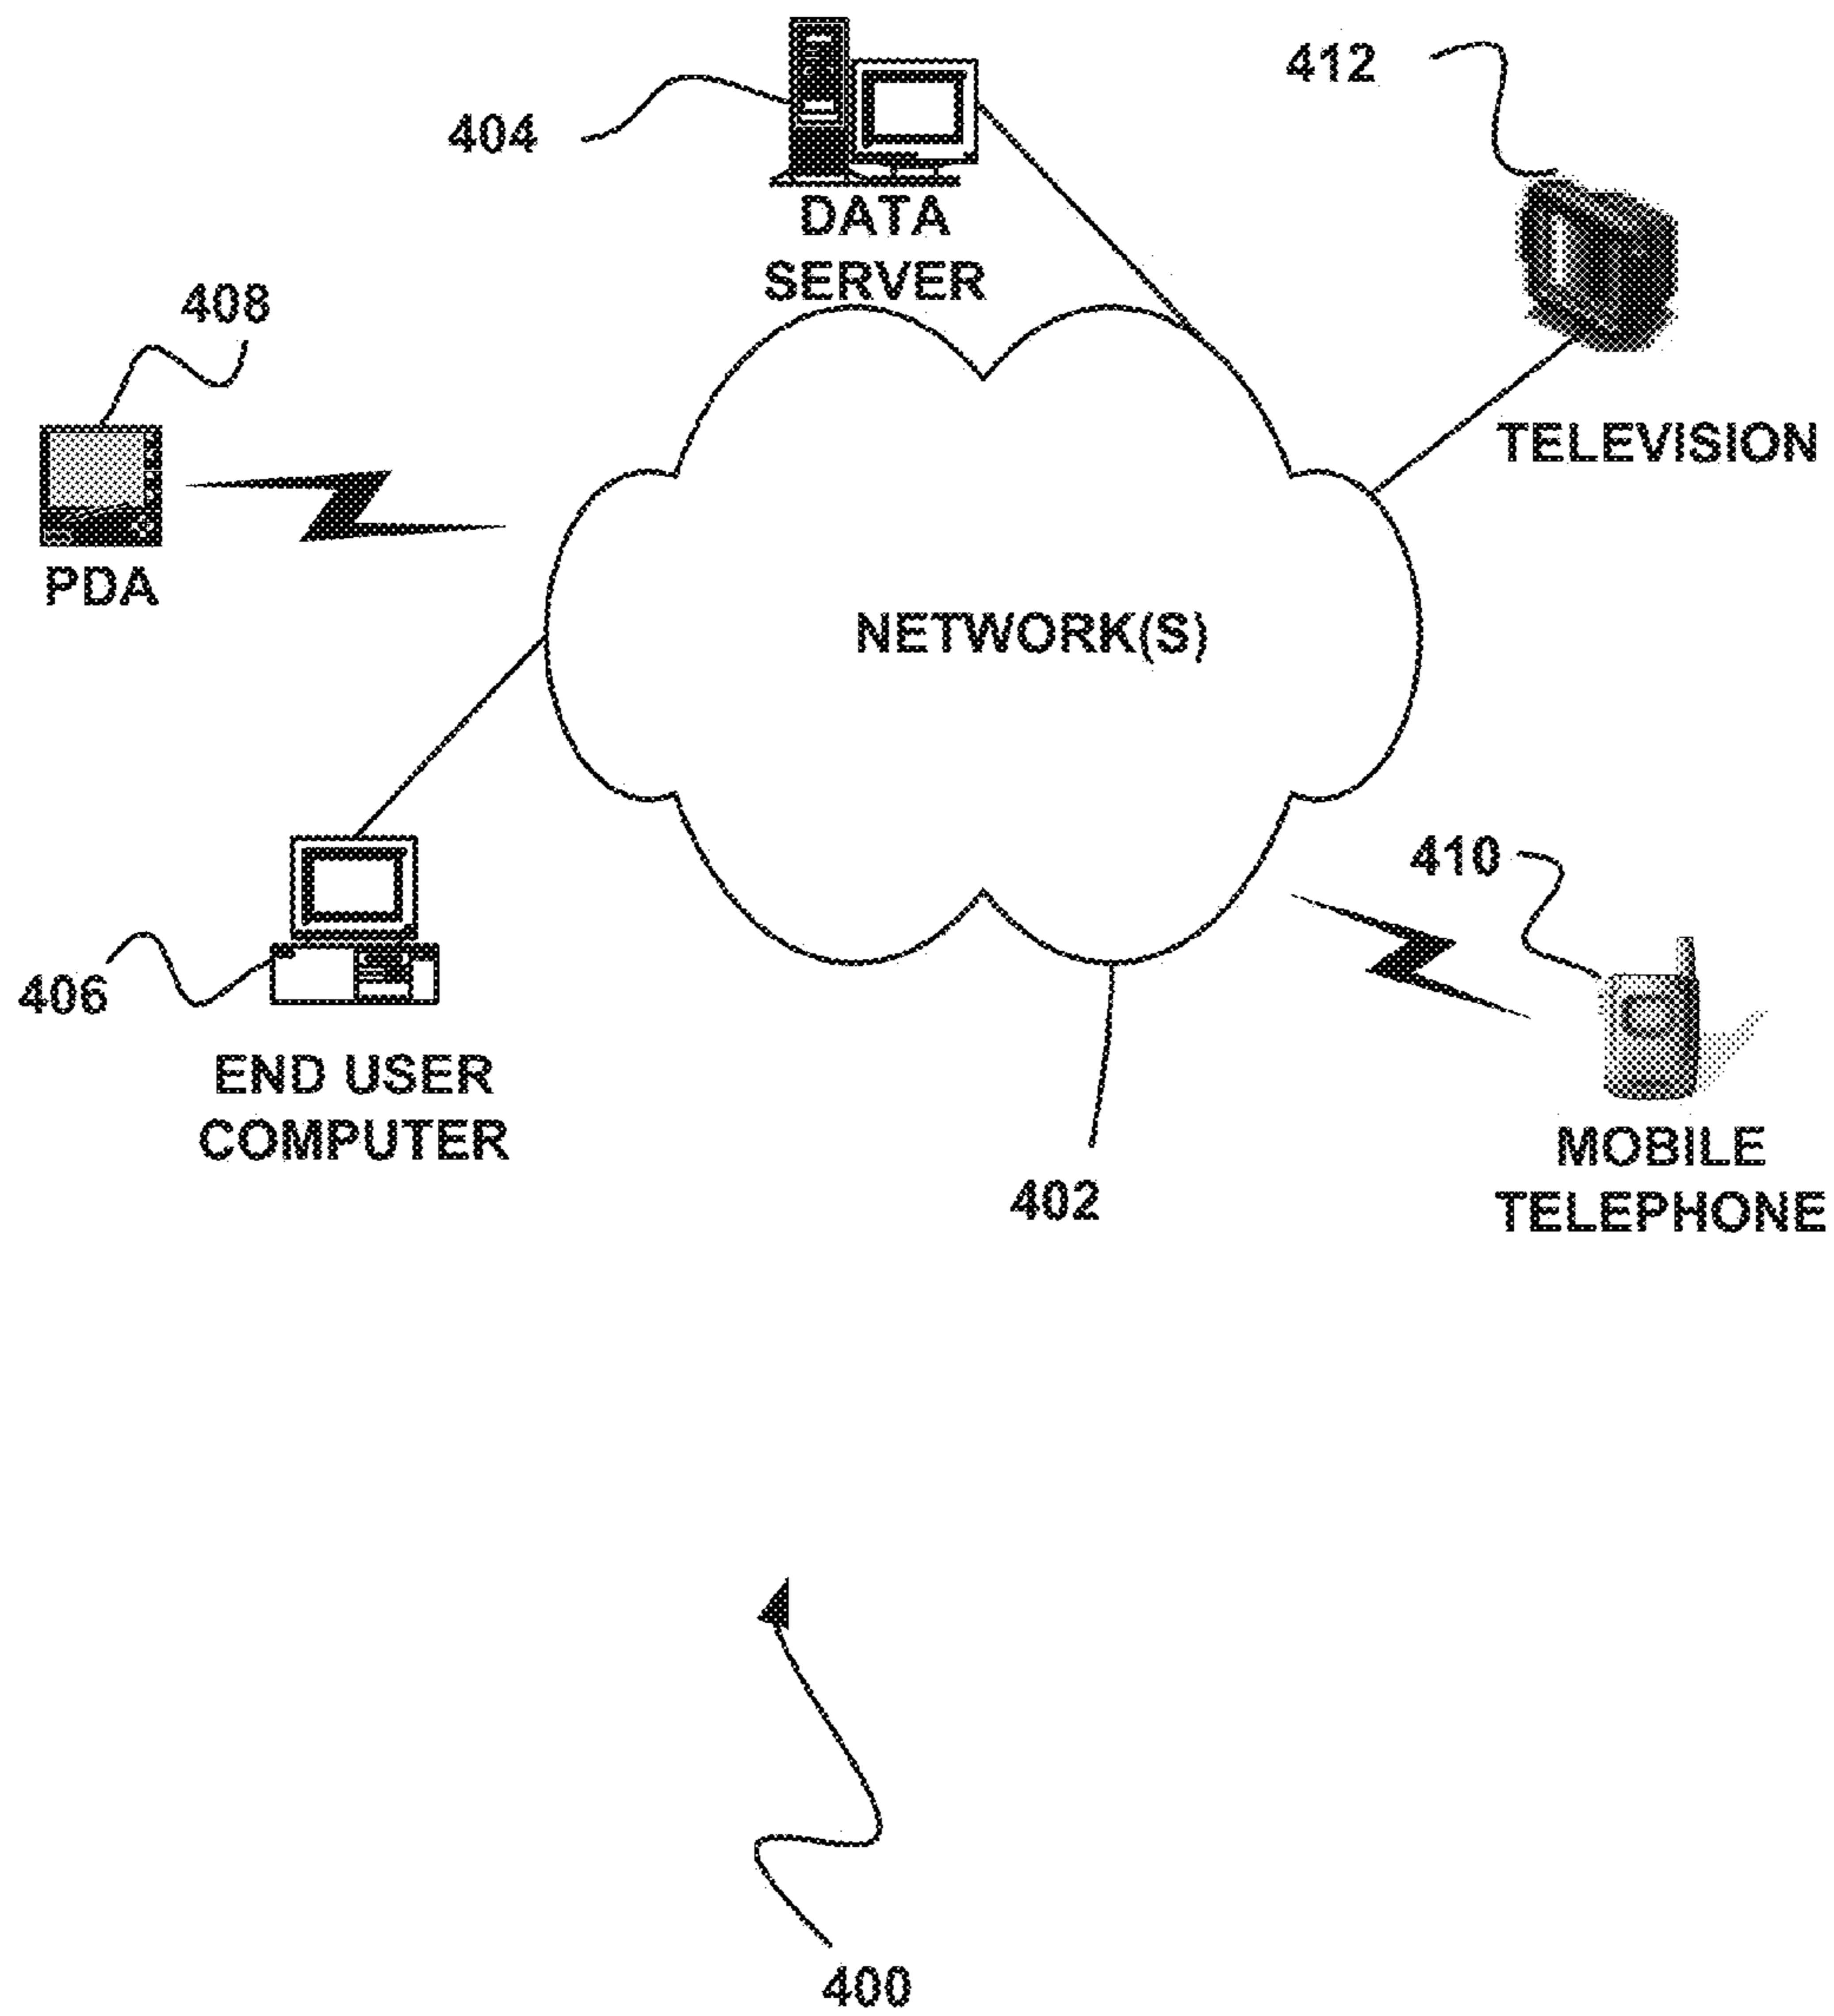 412
404
DATA
SERVER
408
TELEVISION
PDA
NETWORK(S)
410
406
END USER
COMPUTER
MOBILE
TELEPHONE
402
400